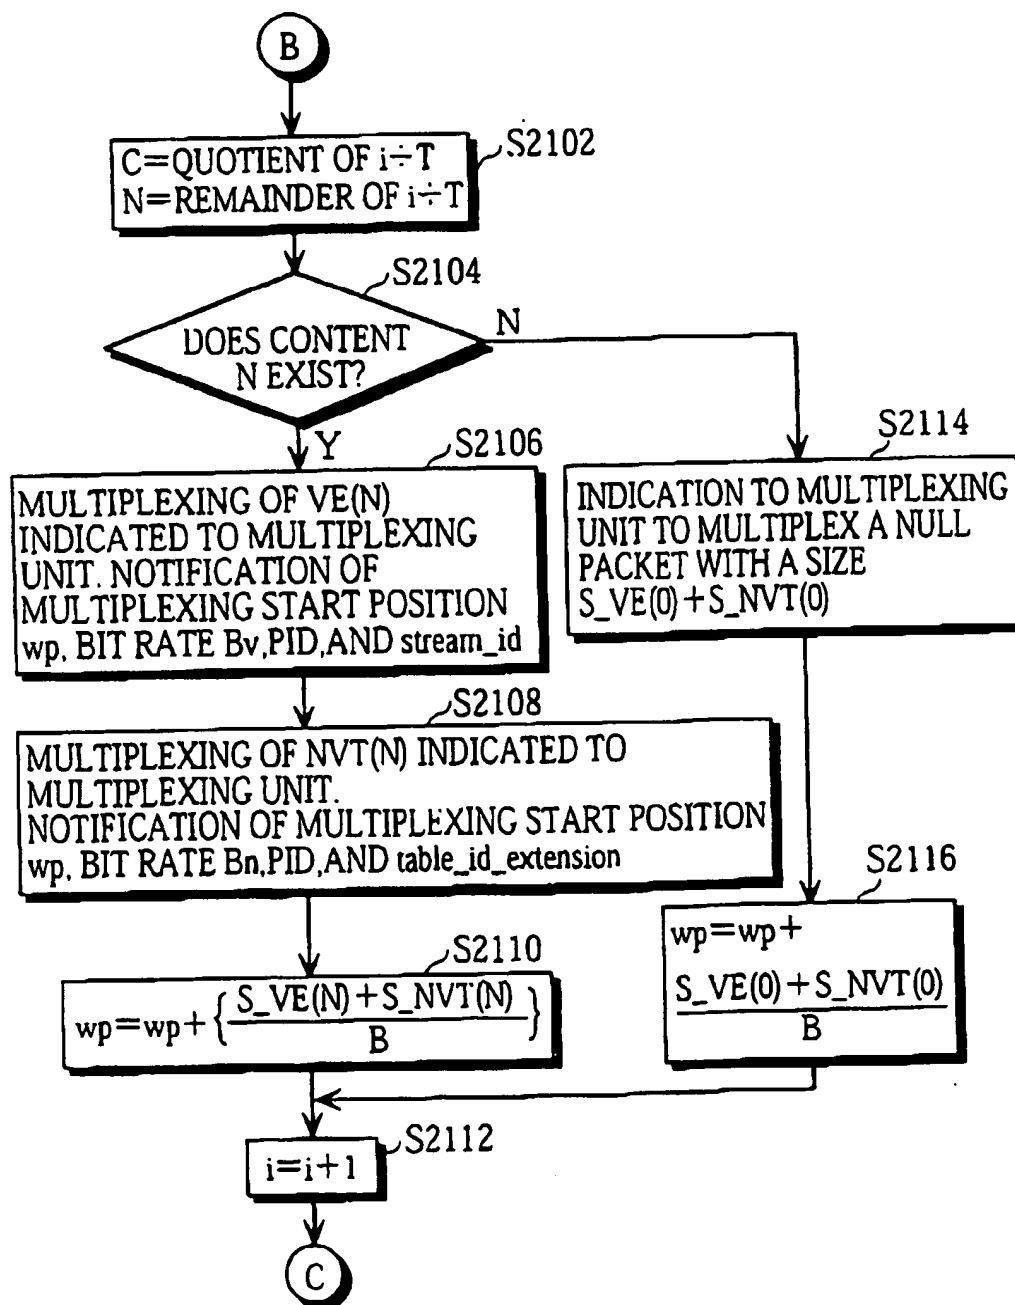 B
S2102
C=QUOTIENT OF i÷T
N=REMAINDER OF i÷T
S2104
DOES CONTENT
N EXIST?
N
Y
S2106
MULTIPLEXING OF VE(N)
INDICATED TO MULTIPLEXING
UNIT. NOTIFICATION OF
MULTIPLEXING START POSITION
wp, BIT RATE Bv,PID,AND stream_id
S2114
INDICATION TO MULTIPLEXING
UNIT TO MULTIPLEX A NULL
PACKET WITH A SIZE
S_VE(0)+S_NVT(0)
S2108
MULTIPLEXING OF NVT(N) INDICATED TO
MULTIPLEXING UNIT.
NOTIFICATION OF MULTIPLEXING START POSITION
wp, BIT RATE Bn,PID,AND table_id_extension
S2110
wp=wp+{S_VE(N)+S_NVT(N)
B}
S2116
wp=wp+
S_VE(0)+S_NVT(0)
B
S2112
i=i+1
C